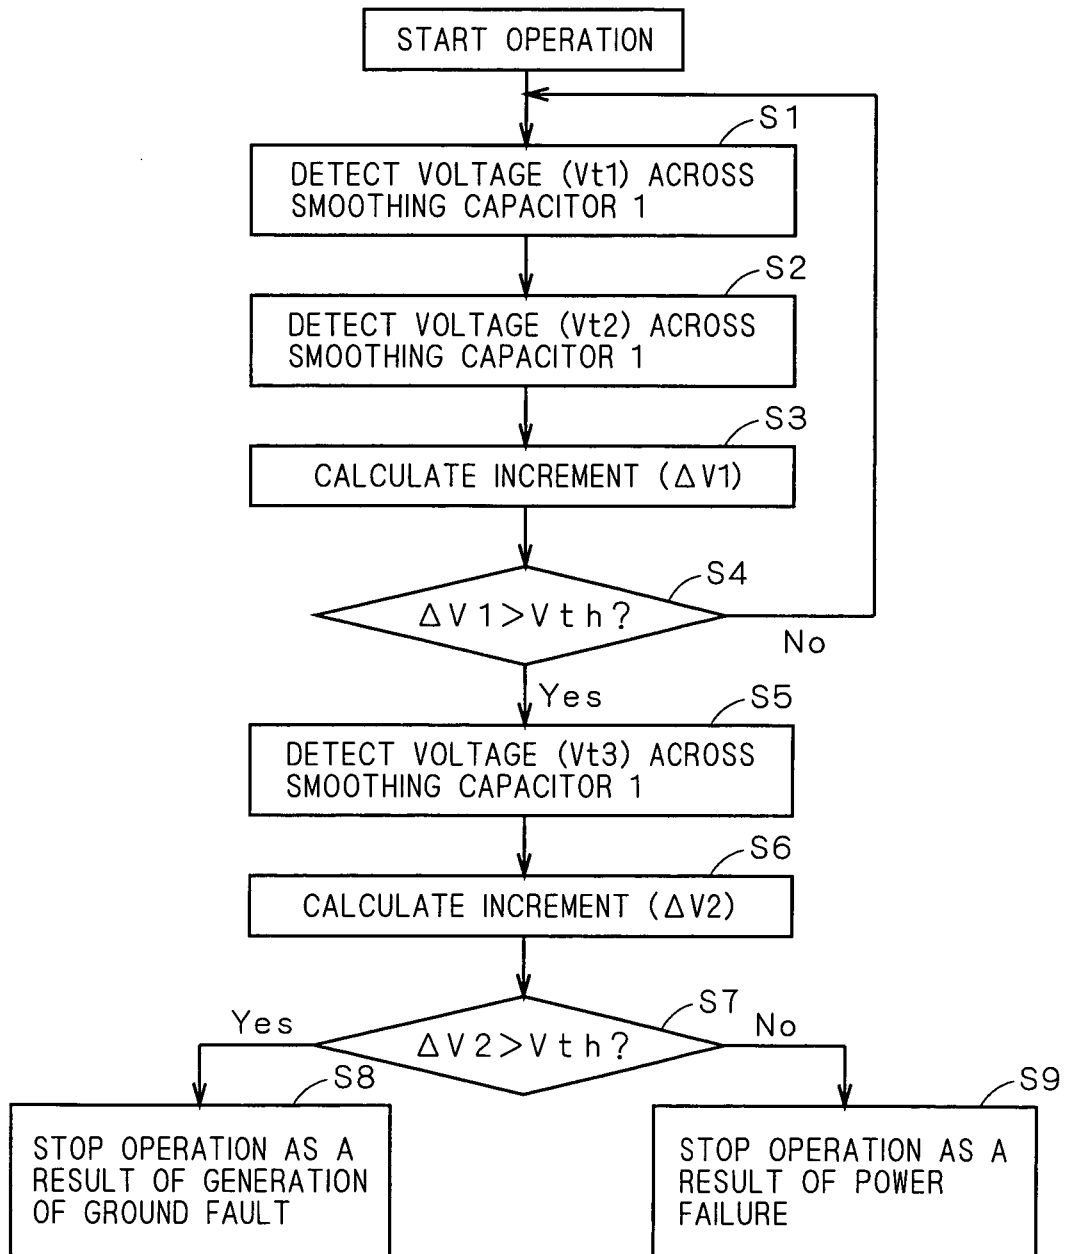 START OPERATION
S1
DETECT VOLTAGE (Vt1) ACROSS
SMOOTHING CAPACITOR 1
S2
DETECT VOLTAGE (Vt2) ACROSS
SMOOTHING CAPACITOR 1
S3
CALCULATE INCREMENT (ΔV1)
S4
ΔV1>Vth?
No
Yes
S5
DETECT VOLTAGE (Vt3) ACROSS
SMOOTHING CAPACITOR 1
S6
CALCULATE INCREMENT (ΔV2)
S7
Yes
ΔV2>Vth?
No
S8
STOP OPERATION AS A
RESULT OF GENERATION
OF GROUND FAULT
S9
STOP OPERATION AS A
RESULT OF POWER
FAILURE